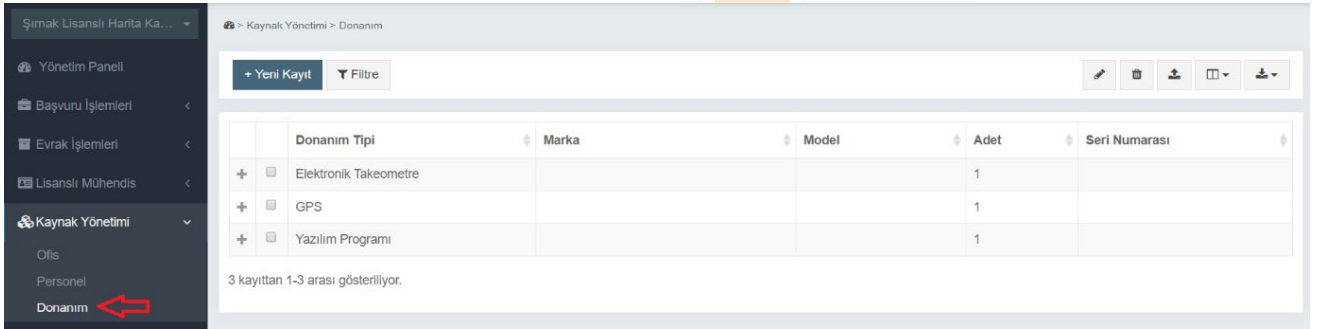 Şırnak Lisanslı Harita Ka...
> Kaynak Yönetimi > Donanım
Yönetim Paneli
Başvuru İşlemleri
Evrak İşlemleri
Lisanslı Mühendis
Kaynak Yönetimi
Ofis
Personel
Donanım
+ Yeni Kayıt Filtre
Donanım Tipi Marka Model Adet Seri Numarası
Elektronik Takeometre 1
GPS 1
Yazılım Programı 1
3 kayıttan 1-3 arası gösteriliyor.